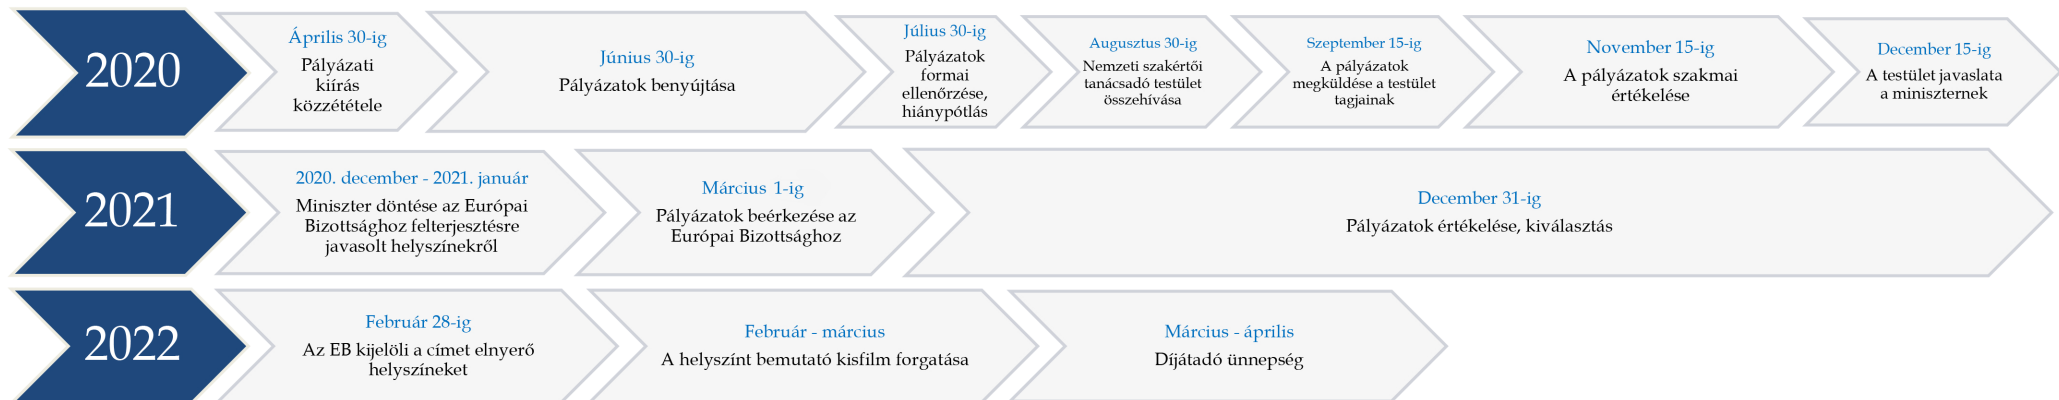 2020
Április 30-ig
Pályázati
kiírás
közzététele
Június 30-ig
Pályázatok benyújtása
Július 30-ig
Pályázatok
formai
ellenőrzése,
hiánypótlás
Augusztus 30-ig
Nemzeti szakértői
tanácsadó testület
összehívása
Szeptember 15-ig
A pályázatok
megküldése a testület
tagjainak
November 15-ig
A pályázatok szakmai
értékelése
December 15-ig
A testület javaslata
a miniszternek
2021
2020. december - 2021. január
Miniszter döntése az Európai
Bizottsághoz felterjesztésre
javasolt helyszínekről
Március 1-ig
Pályázatok beérkezése az
Európai Bizottsághoz
December 31-ig
Pályázatok értékelése, kiválasztás
2022
Február 28-ig
Az EB kijelöli a címet elnyerő
helyszíneket
Február - március
A helyszínt bemutató kisfilm forgatása
Március - április
Díjátadó ünnepség